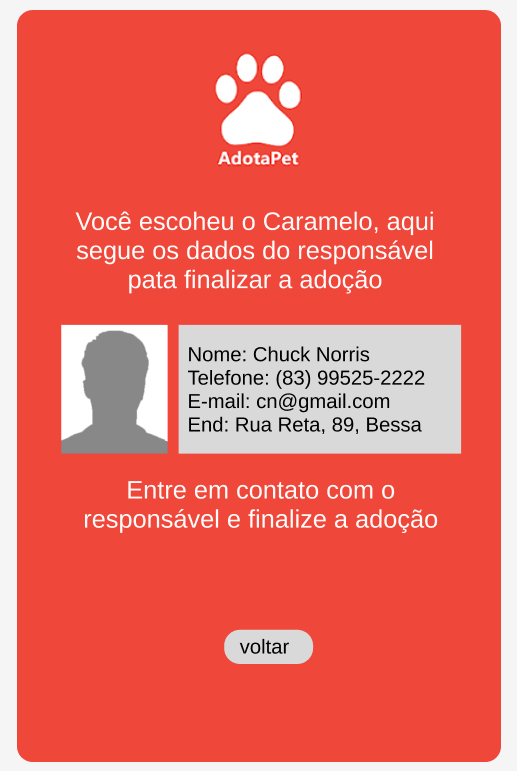 AdotaPet
Você escoheu o Caramelo, aqui
segue os dados do responsável
pata finalizar a adoção
Nome: Chuck Norris
Telefone: (83) 99525-2222
E-mail: cn@gmail.com
End: Rua Reta, 89, Bessa
Entre em contato com o
responsável e finalize a adoção
voltar